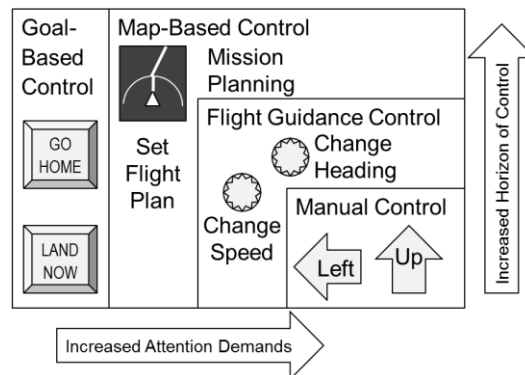 Goal-
Based
Control
GO
HOME
LAND
NOW
Map-Based Control
Mission
Planning
Set
Flight
Plan
Flight Guidance Control
Change
Heading
Change
Speed
Manual Control
Left
Up
Increased Attention Demands
Increased Horizon of Control